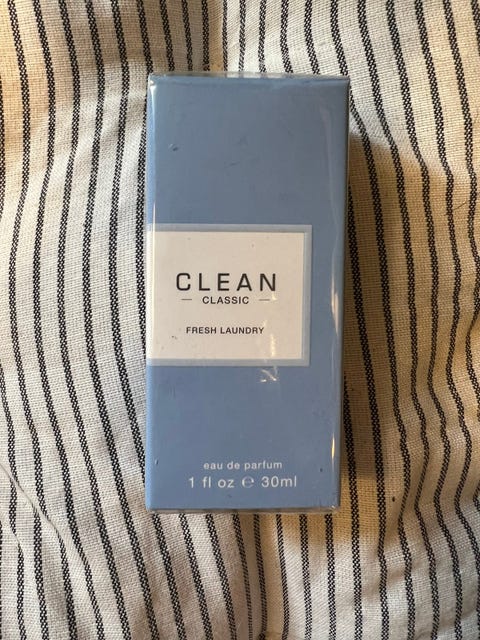 CLEAN
— CLASSIC —
FRESH LAUNDRY
eau de parfum
1 fl oz ℮ 30ml